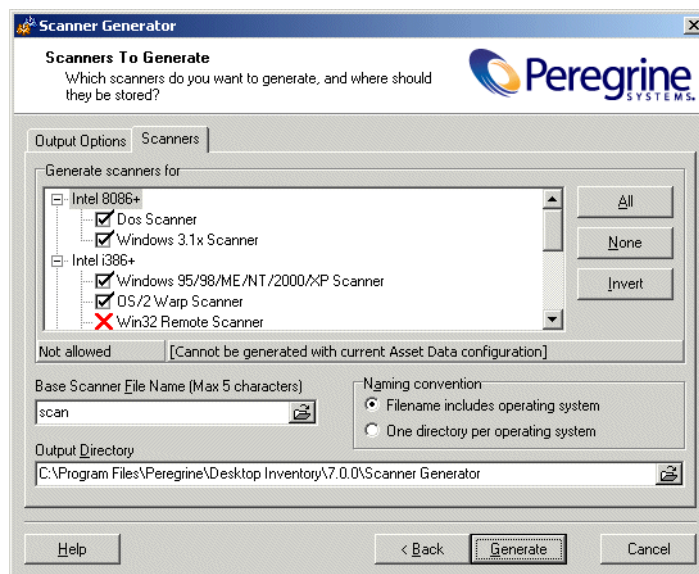 Scanner Generator
Scanners To Generate
Which scanners do you want to generate, and where should
they be stored?
Peregrine
SYSTEMS.
Output Options
Scanners
Generate scanners for
Intel 8086+
Dos Scanner
Windows 3.1x Scanner
Intel i386+
Windows 95/98/ME/NT/2000/XP Scanner
OS/2 Warp Scanner
Win32 Remote Scanner
All
None
Invert
Not allowed
[Cannot be generated with current Asset Data configuration]
Base Scanner File Name (Max 5 characters)
scan
Naming convention
Filename includes operating system
One directory per operating system
Output Directory
C:\Program Files\Peregrine\Desktop Inventory\7.0.0\Scanner Generator
Help
< Back
Generate
Cancel